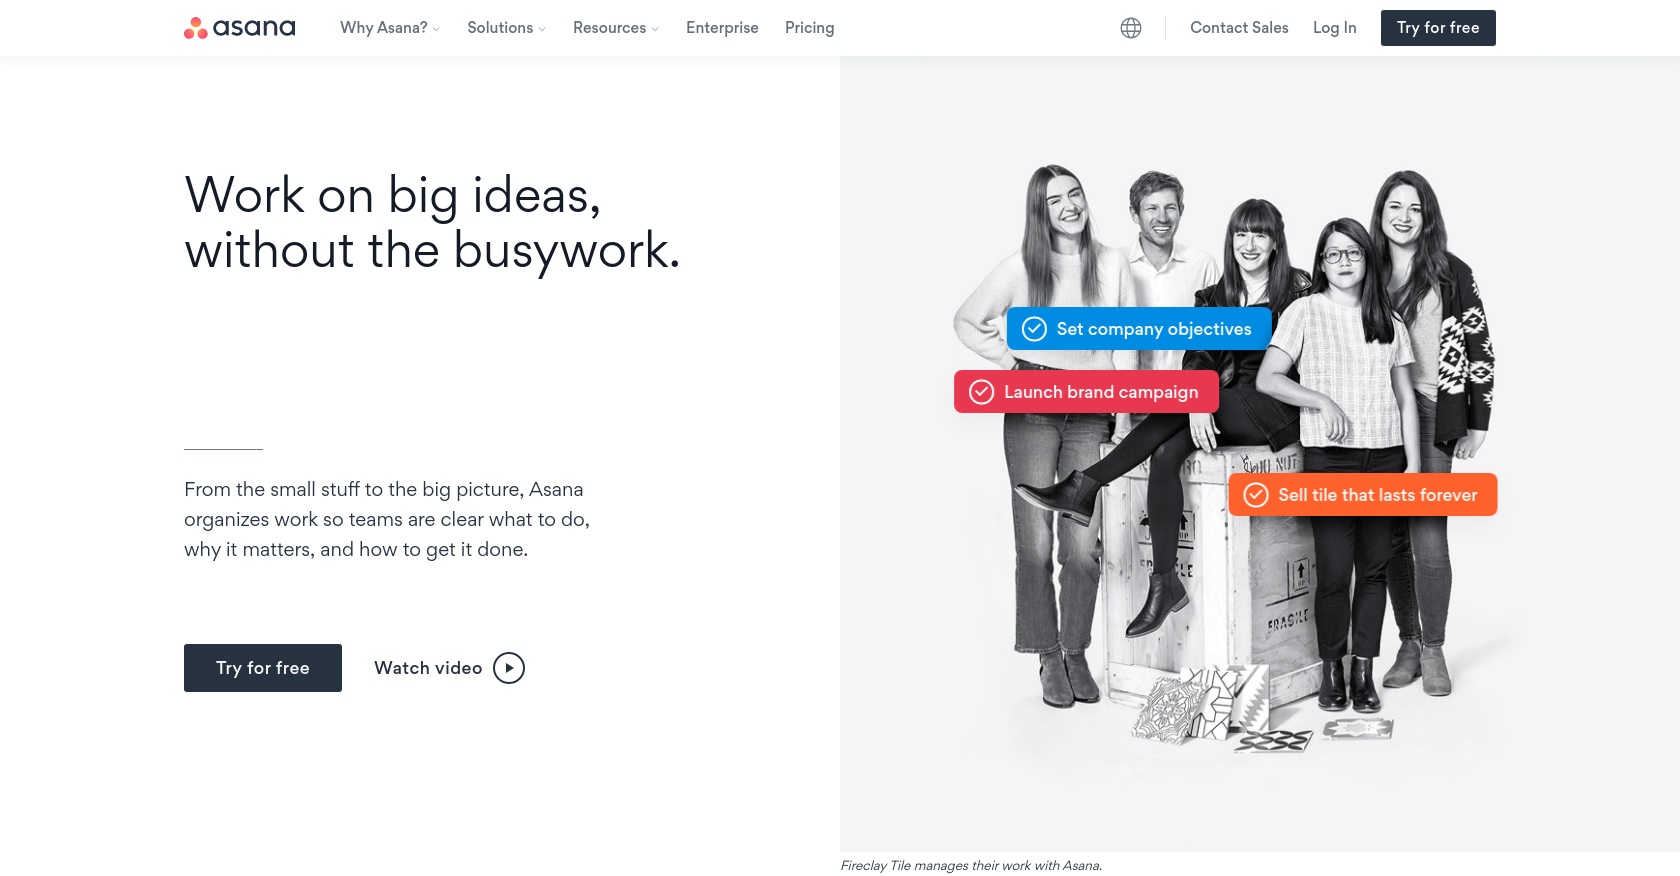 asana
Why Asana?
Solutions
Resources
Enterprise
Pricing
Contact Sales
Log In
Try for free
Work on big ideas,
without the busywork.
From the small stuff to the big picture, Asana
organizes work so teams are clear what to do,
why it matters, and how to get it done.
Try for free
Watch video
Set company objectives
Launch brand campaign
Sell tile that lasts forever
UP
FRAGILE
Fireclay Tile manages their work with Asana.